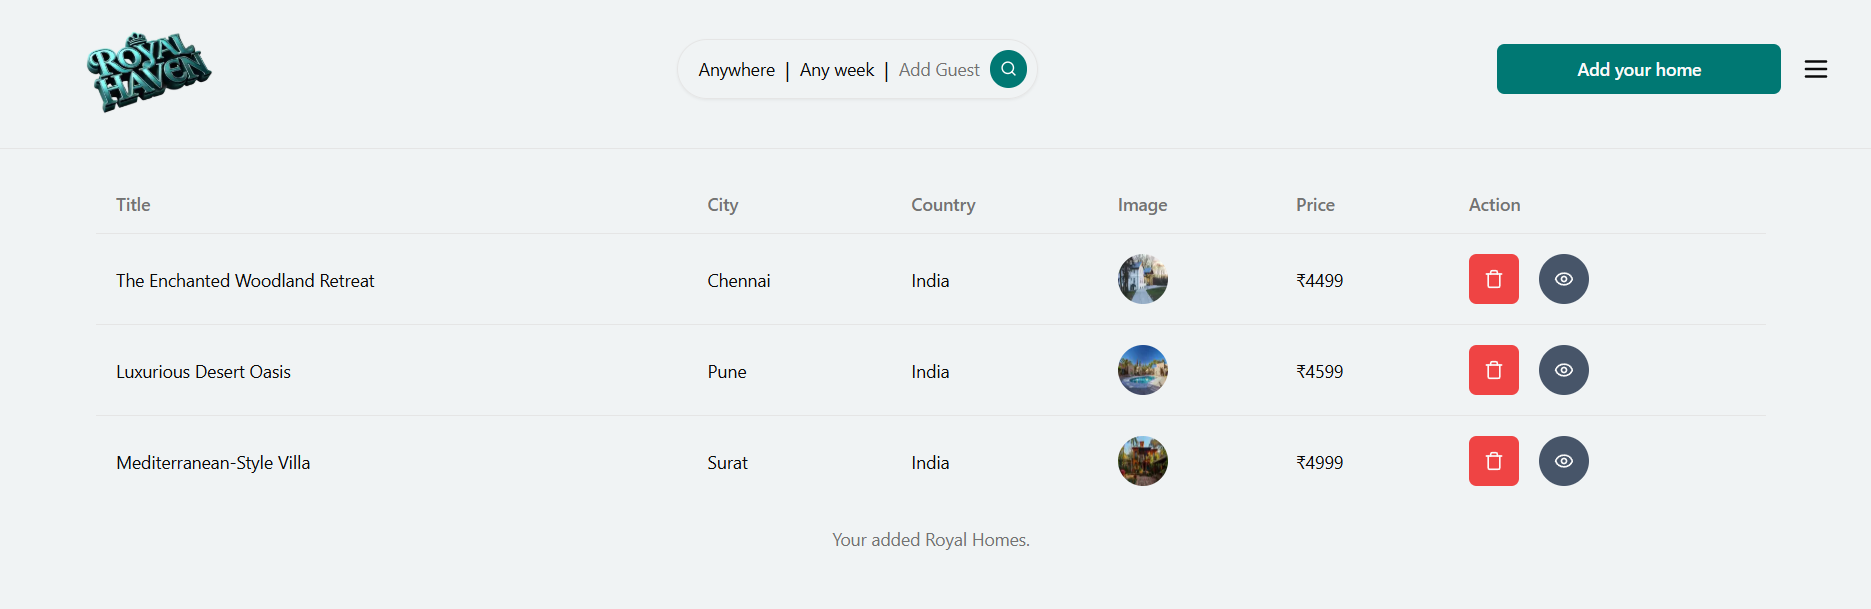 ROYAL
HAVEN
Anywhere | Any week | Add Guest
Add your home
Title City Country Image Price Action
The Enchanted Woodland Retreat Chennai India ₹4499
Luxurious Desert Oasis Pune India ₹4599
Mediterranean-Style Villa Surat India ₹4999
Your added Royal Homes.